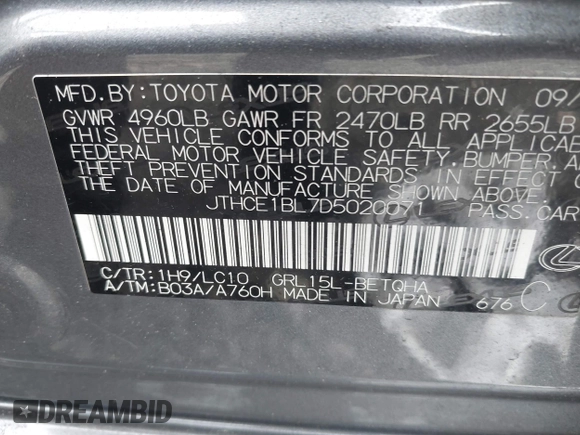 MFD.BY:TOYOTA MOTOR CORPORATION 09/
GVWR 4960LB GAWR FR 2470LB RR 2655LB
THIS VEHICLE CONFORMS TO ALL APPLICAB
FEDERAL MOTOR VEHICLE SAFETY,BUMPER, A
THEFT PREVENTION STANDARDS IN EFFECT O
THE DATE OF MANUFACTURE SHOWN ABOVE.
JTHCE1BL7D5020071 PASS.CAR
C/TR:1H9/LC10 GRL15L-BETQHA
A/TM:B03A/A760H MADE IN JAPAN 676 C
DREAMBID